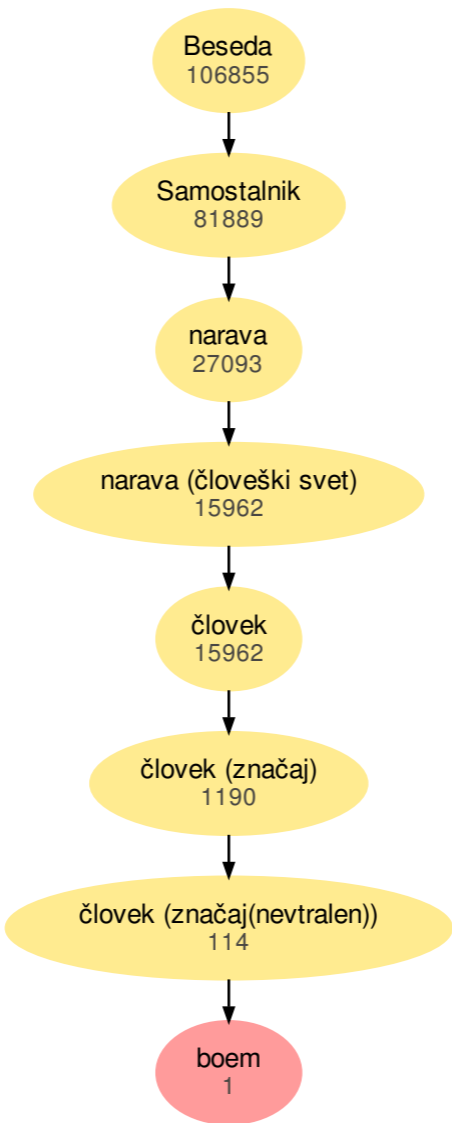 Beseda
106855
Samostalnik
81889
narava
27093
narava (človeški svet)
15962
človek
15962
človek (značaj)
1190
človek (značaj(nevtralen))
114
boem
1